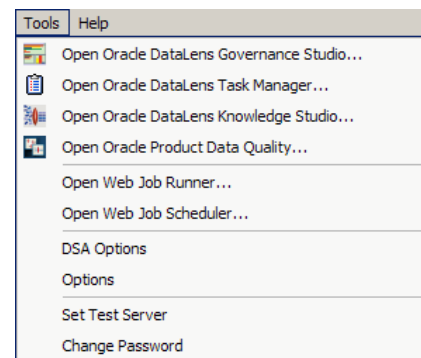 Tools Help
Open Oracle DataLens Governance Studio...
Open Oracle DataLens Task Manager...
Open Oracle DataLens Knowledge Studio...
Open Oracle Product Data Quality...
Open Web Job Runner...
Open Web Job Scheduler...
DSA Options
Options
Set Test Server
Change Password